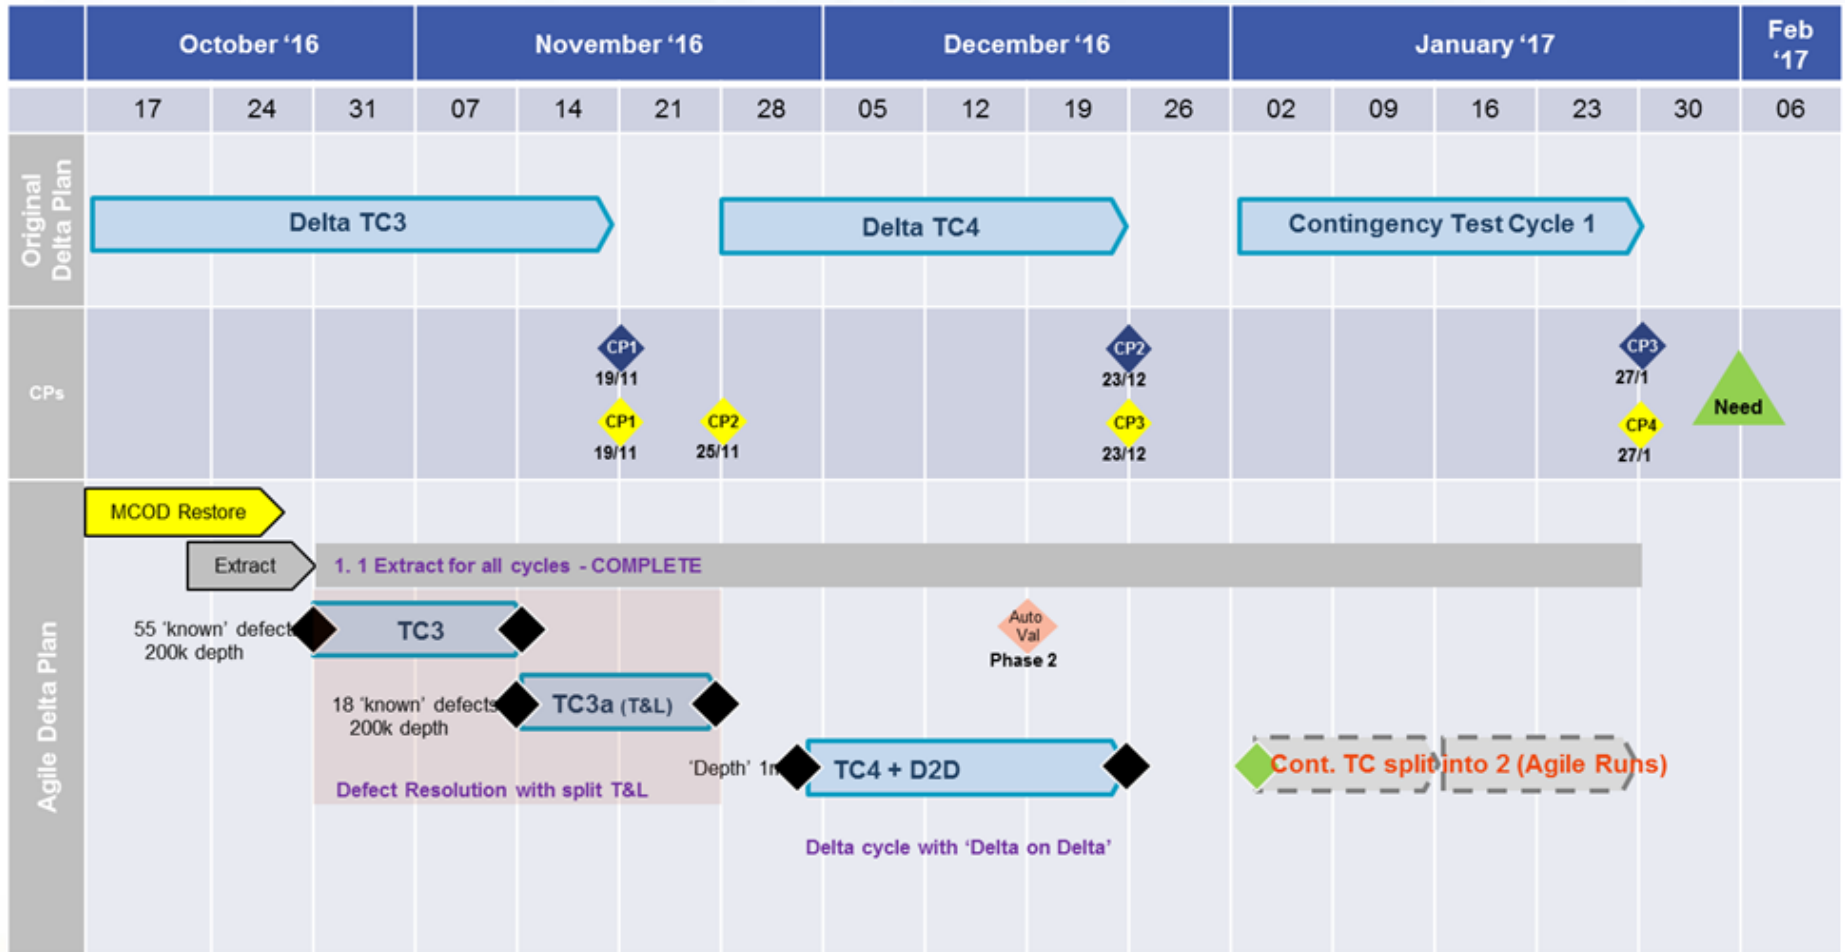 October ‘16
November ‘16
December ‘16
January ‘17
Feb
‘17
17
24
31
07
14
21
28
05
12
19
26
02
09
16
23
30
06
Original
Delta Plan
Delta TC3
Delta TC4
Contingency Test Cycle 1
CPs
CP1
19/11
CP2
23/12
CP3
27/1
CP1
19/11
CP2
25/11
CP3
23/12
CP4
27/1
Need
Agile Delta Plan
MCOD Restore
Extract
1. 1 Extract for all cycles - COMPLETE
55 ‘known’ defect
200k depth
TC3
Auto
Val
Phase 2
18 ‘known’ defects
200k depth
TC3a (T&L)
‘Depth’ 1m
TC4 + D2D
Cont. TC split into 2 (Agile Runs)
Defect Resolution with split T&L
Delta cycle with ‘Delta on Delta’